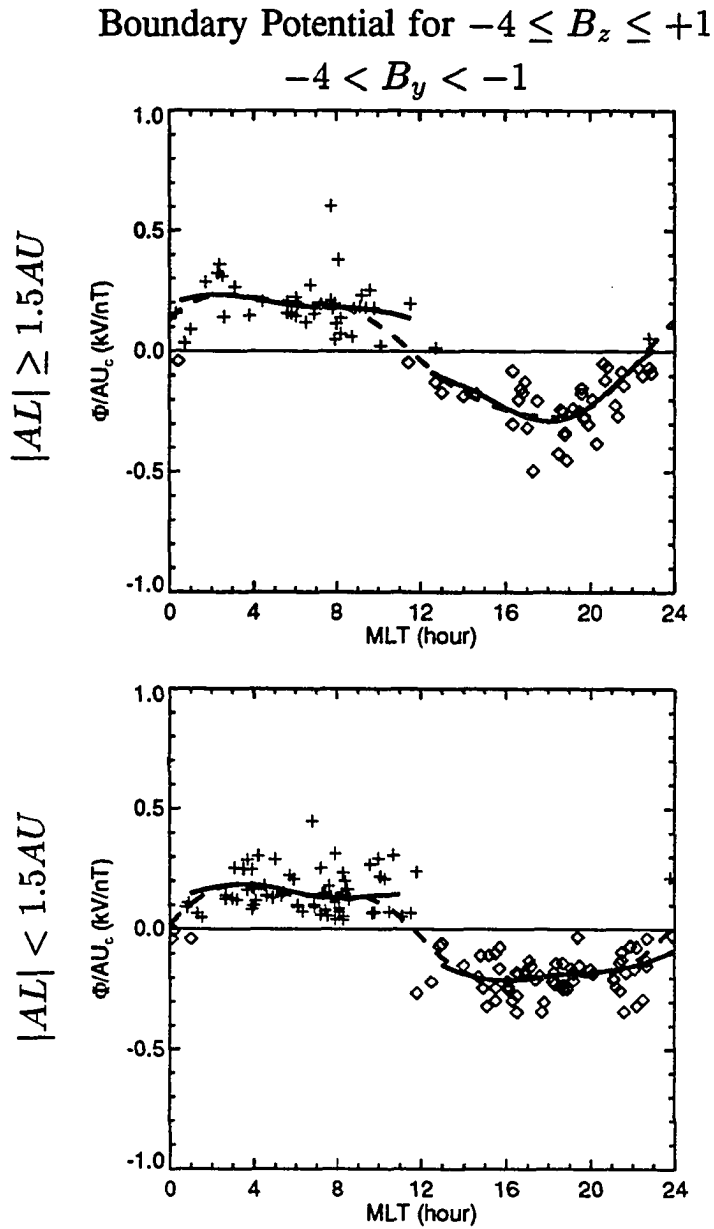 Boundary Potential for −4 ≤ B_z ≤ +1
−4 < B_y < −1
|AL| ≥ 1.5AU
Φ/AU_c (kV/nT)
1.0
0.5
0.0
-0.5
-1.0
0 4 8 12 16 20 24
MLT (hour)
|AL| < 1.5AU
Φ/AU_c (kV/nT)
1.0
0.5
0.0
-0.5
-1.0
0 4 8 12 16 20 24
MLT (hour)